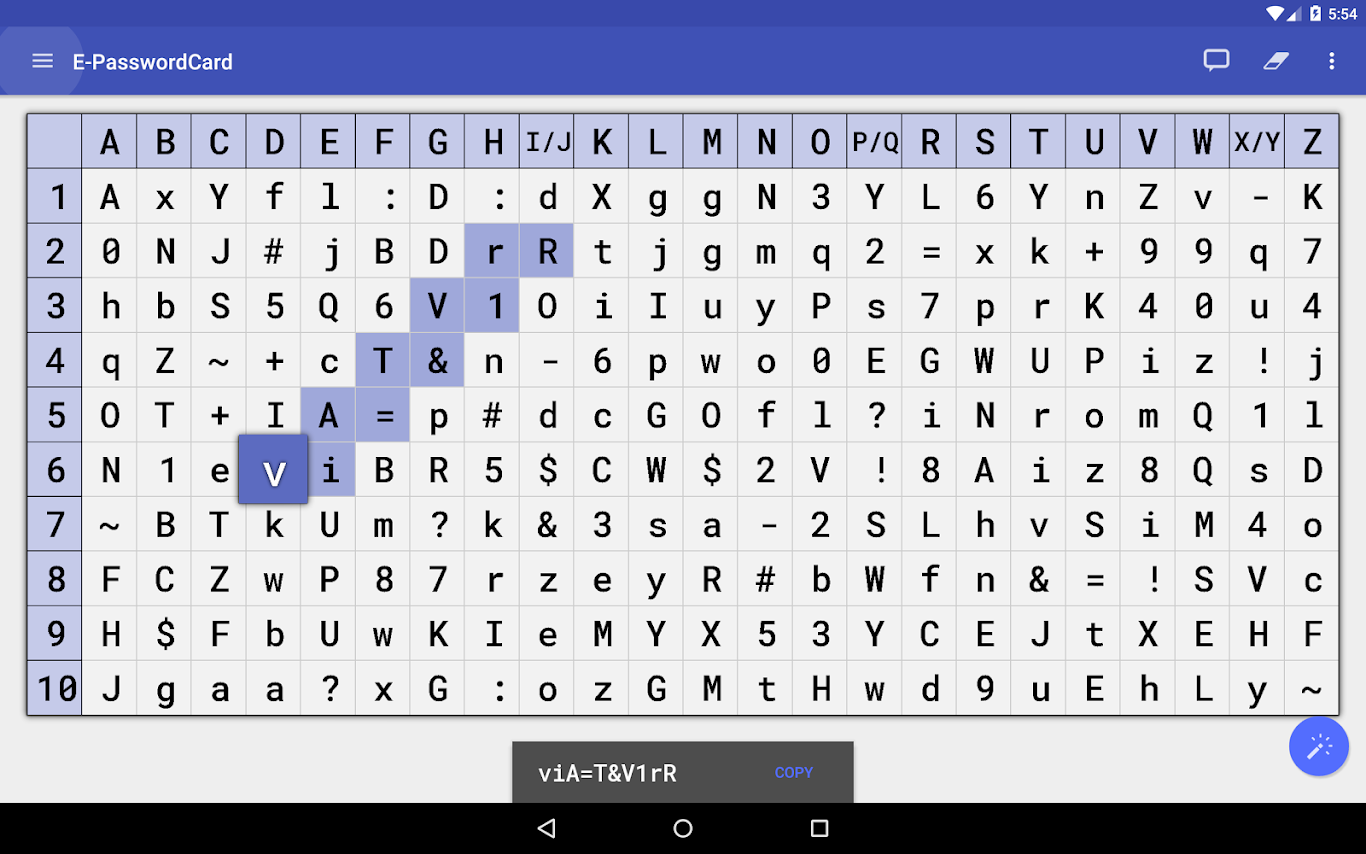 5:54
E-PasswordCard
A B C D E F G H I/J K L M N O P/Q R S T U V W X/Y Z
1 A x Y f l : D : d X g g N 3 Y L 6 Y n Z v - K
2 0 N J # j B D r R t j g m q 2 = x k + 9 9 q 7
3 h b S 5 Q 6 V 1 O i I u y P s 7 p r K 4 0 u 4
4 q Z ~ + c T & n - 6 p w o 0 E G W U P i z ! j
5 O T + I A = p # d c G O f l ? i N r o m Q 1 l
6 N 1 e v i B R 5 $ C W $ 2 V ! 8 A i z 8 Q s D
7 ~ B T k U m ? k & 3 s a - 2 S L h v S i M 4 o
8 F C Z w P 8 7 r z e y R # b W f n & = ! S V c
9 H $ F b U w K I e M Y X 5 3 Y C E J t X E H F
10 J g a a ? x G : o z G M t H w d 9 u E h L y ~
viA=T&V1rR COPY